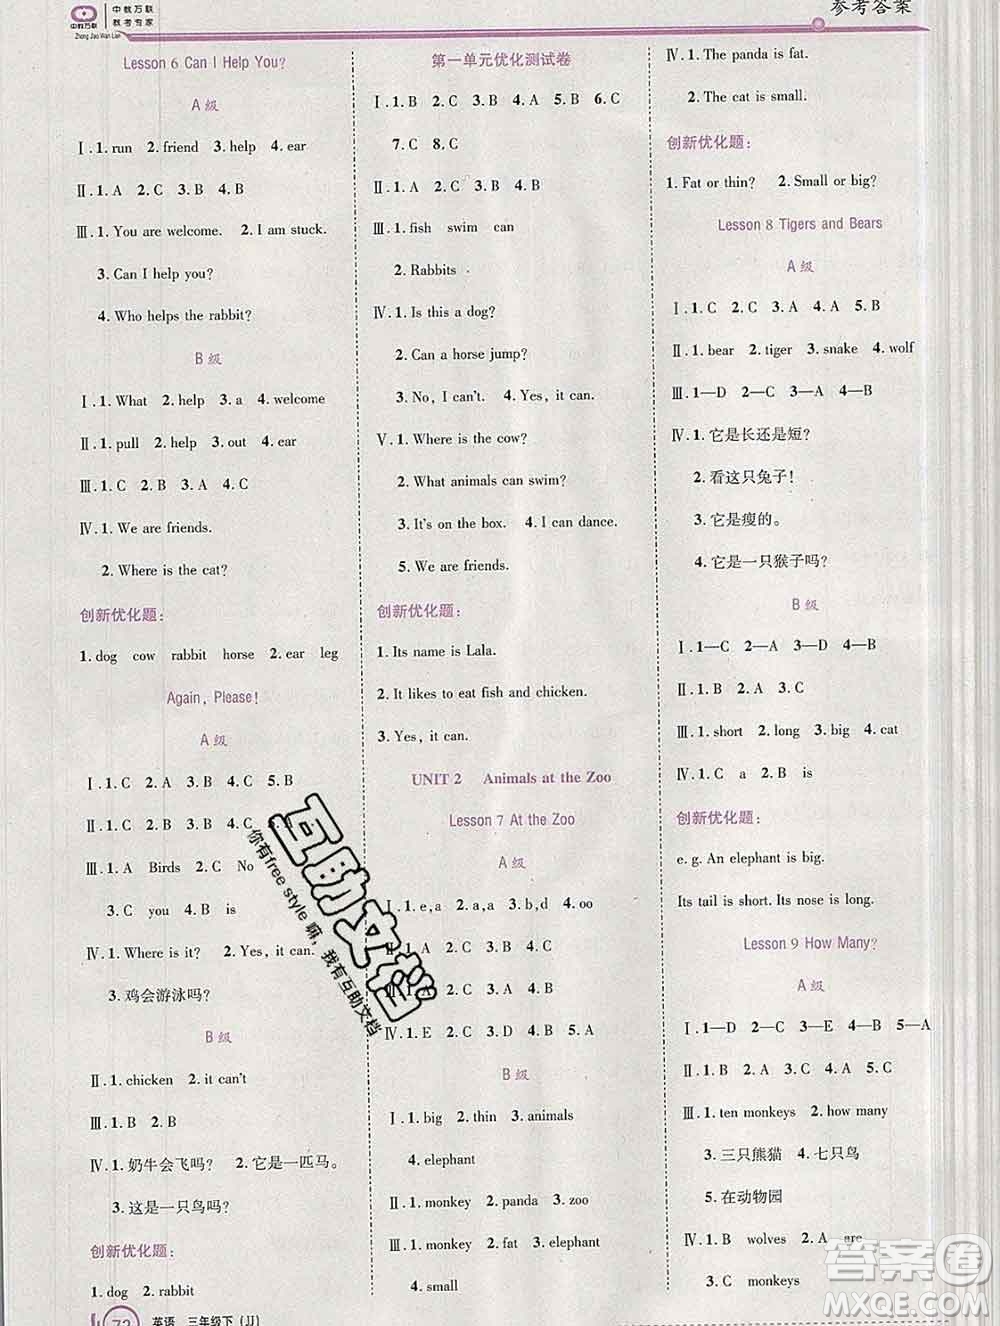 中教万联
教考专家
中教万联
Zhong Jiao Wan Lian
参考答案
Lesson 6 Can I Help You?
A 级
Ⅰ.1. run 2. friend 3. help 4. ear
Ⅱ.1. A 2. C 3. B 4. B
Ⅲ.1. You are welcome. 2. I am stuck.
3. Can I help you?
4. Who helps the rabbit?
B 级
Ⅰ.1. What 2. help 3. a 4. welcome
Ⅱ.1. pull 2. help 3. out 4. ear
Ⅲ.1. C 2. C 3. B 4. C
Ⅳ.1. We are friends.
2. Where is the cat?
创新优化题:
1. dog cow rabbit horse 2. ear leg
Again, Please!
A 级
Ⅰ.1. C 2. A 3. B 4. C 5. B
Ⅱ.1. B 2. A 3. B 4. C
Ⅲ.1. A Birds 2. C No
3. C you 4. B is
Ⅳ.1. Where is it? 2. Yes, it can.
3. 鸡会游泳吗?
B 级
Ⅱ.1. chicken 2. it can't
Ⅲ.1. B 2. B
Ⅳ.1. 奶牛会飞吗? 2. 它是一匹马。
3. 这是一只鸟吗?
创新优化题:
1. dog 2. rabbit
72 英语 三年级下 (JJ)
第一单元优化测试卷
Ⅰ.1. B 2. C 3. B 4. A 5. B 6. C
7. C 8. C
Ⅱ.1. A 2. C 3. B 4. B
Ⅲ.1. fish swim can
2. Rabbits
Ⅳ.1. Is this a dog?
2. Can a horse jump?
3. No, I can't. 4. Yes, it can.
Ⅴ.1. Where is the cow?
2. What animals can swim?
3. It's on the box. 4. I can dance.
5. We are friends.
创新优化题:
1. Its name is Lala.
2. It likes to eat fish and chicken.
3. Yes, it can.
UNIT 2 Animals at the Zoo
Lesson 7 At the Zoo
A 级
Ⅰ.1. e,a 2. a,a 3. b,d 4. oo
1. A 2. C 3. B 4. B
A 2. C 3. A 4. B
Ⅳ.1. E 2. C 3. D 4. B 5. A
B 级
Ⅰ.1. big 2. thin 3. animals
4. elephant
Ⅱ.1. monkey 2. panda 3. zoo
Ⅲ.1. monkey 2. fat 3. elephant
4. small
Ⅳ.1. The panda is fat.
2. The cat is small.
创新优化题:
1. Fat or thin? 2. Small or big?
Lesson 8 Tigers and Bears
A 级
Ⅰ.1. C 2. C 3. A 4. A 5. B
Ⅱ.1. bear 2. tiger 3. snake 4. wolf
Ⅲ.1—D 2—C 3—A 4—B
Ⅳ.1. 它是长还是短?
2. 看这只兔子!
3. 它是瘦的。
4. 它是一只猴子吗?
B 级
Ⅰ.1—C 2—A 3—B 4—D
Ⅱ.1. B 2. A 3. C
Ⅲ.1. short 2. long 3. big 4. cat
Ⅳ.1. C a 2. B is
创新优化题:
e. g. An elephant is big.
Its tail is short. Its nose is long.
Lesson 9 How Many?
A 级
Ⅰ.1—D 2—C 3—E 4—B 5—A
Ⅱ.1. B 2. B 3. A 4. A 5. A
Ⅲ.1. ten monkeys 2. how many
3. 三只熊猫 4. 七只鸟
5. 在动物园
Ⅳ.1. B wolves 2. A are
3. C monkeys
互助文档
你有free style 嘛, 我有互助文档
答案圈
MXQE.COM